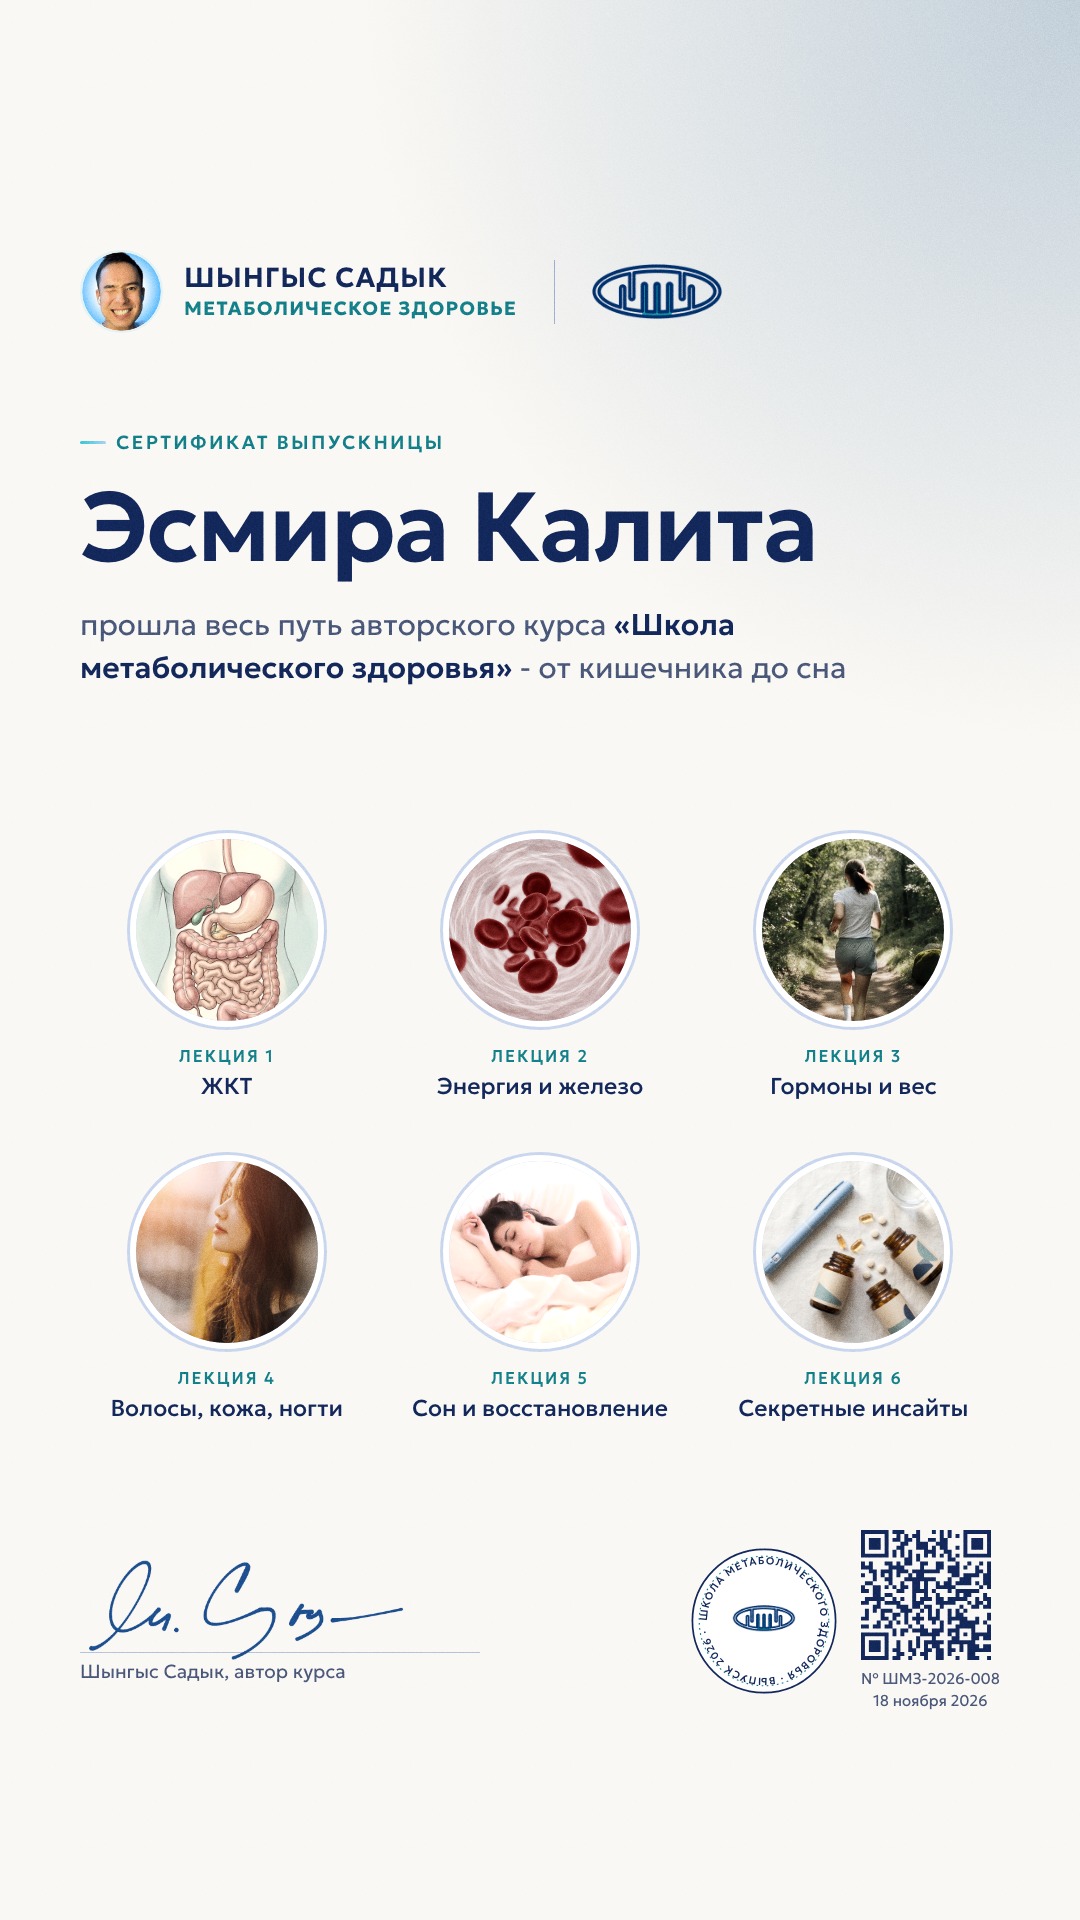 ШЫНГЫС САДЫК
МЕТАБОЛИЧЕСКОЕ ЗДОРОВЬЕ
СЕРТИФИКАТ ВЫПУСКНИЦЫ
Эсмира Калита
прошла весь путь авторского курса «Школа
метаболического здоровья» - от кишечника до сна
ЛЕКЦИЯ 1
ЖКТ
ЛЕКЦИЯ 2
Энергия и железо
ЛЕКЦИЯ 3
Гормоны и вес
ЛЕКЦИЯ 4
Волосы, кожа, ногти
ЛЕКЦИЯ 5
Сон и восстановление
ЛЕКЦИЯ 6
Секретные инсайты
Шынгыс Садык, автор курса
ШКОЛА МЕТАБОЛИЧЕСКОГО ЗДОРОВЬЯ · ВЫПУСК 2026 ·
№ ШМЗ-2026-008
18 ноября 2026